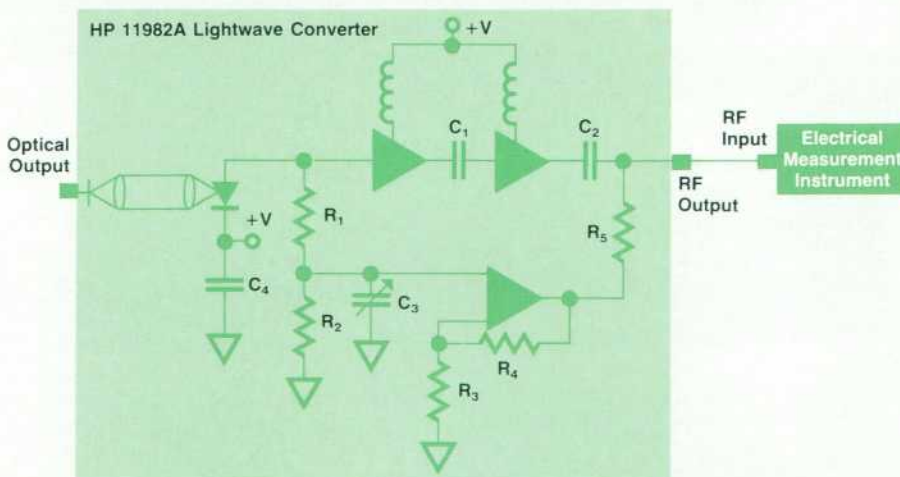 HP 11982A Lightwave Converter
+V
Optical
Output
C₁
C₂
RF
Input
Electrical
Measurement
Instrument
RF
Output
+V
R₁
R₅
C₄
R₂
C₃
R₄
R₃